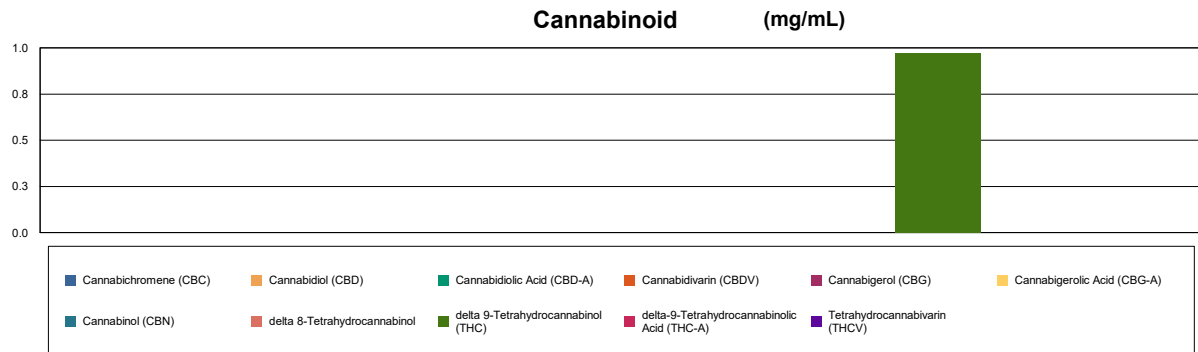 Cannabinoid (mg/mL)
1.0
0.8
0.5
0.3
0.0
Cannabichromene (CBC)
Cannabidiol (CBD)
Cannabidiolic Acid (CBD-A)
Cannabidivarin (CBDV)
Cannabigerol (CBG)
Cannabigerolic Acid (CBG-A)
Cannabinol (CBN)
delta 8-Tetrahydrocannabinol
delta 9-Tetrahydrocannabinol
(THC)
delta-9-Tetrahydrocannabinolic
Acid (THC-A)
Tetrahydrocannabivarin
(THCV)